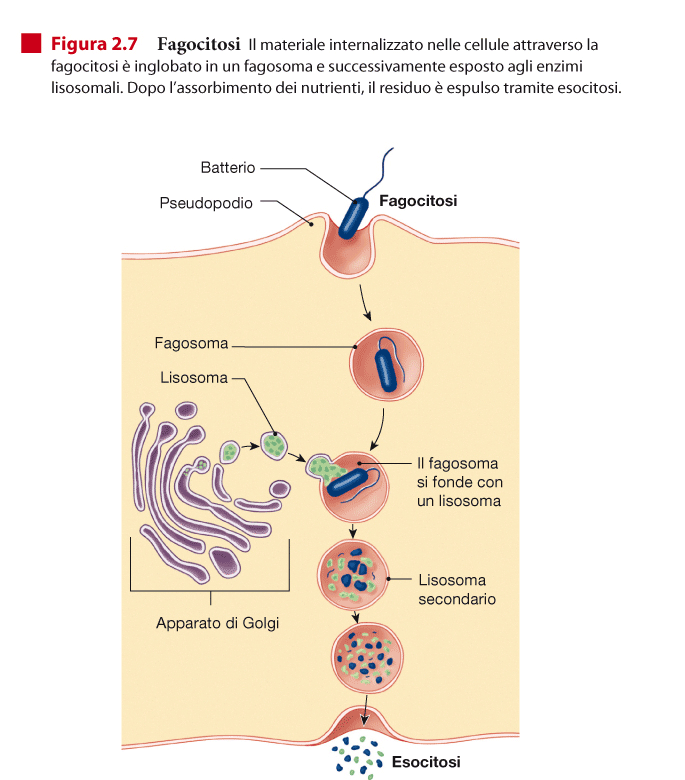 Figura 2.7 Fagocitosi Il materiale internalizzato nelle cellule attraverso la
fagocitosi è inglobato in un fagosoma e successivamente esposto agli enzimi
lisosomali. Dopo l'assorbimento dei nutrienti, il residuo è espulso tramite esocitosi.
Batterio
Pseudopodio
Fagocitosi
Fagosoma
Lisosoma
Il fagosoma
si fonde con
un lisosoma
Lisosoma
secondario
Apparato di Golgi
Esocitosi